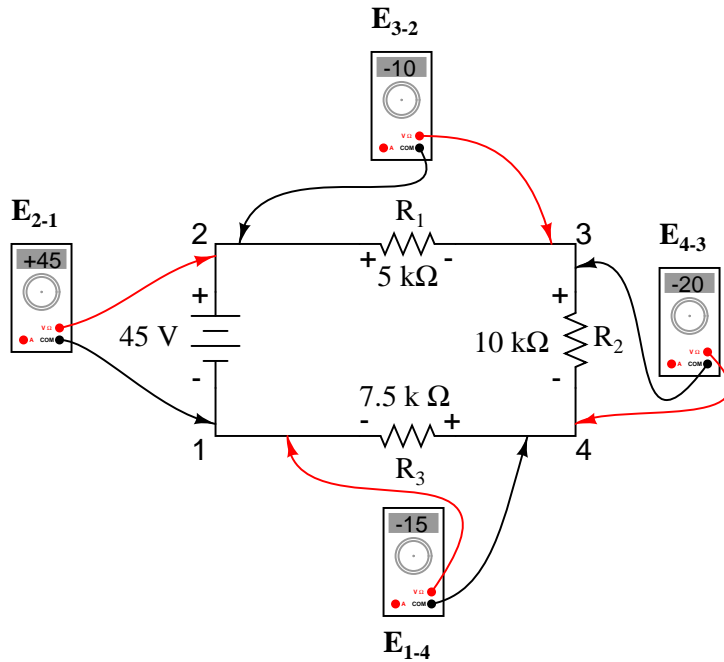 E3-2
-10
V Ω
A COM
E2-1
+45
V Ω
A COM
2
R1
+ -
5 kΩ
3
E4-3
-20
V Ω
A COM
+
45 V
-
+
10 kΩ R2
-
7.5 k Ω
- +
1
R3
4
-15
V Ω
A COM
E1-4